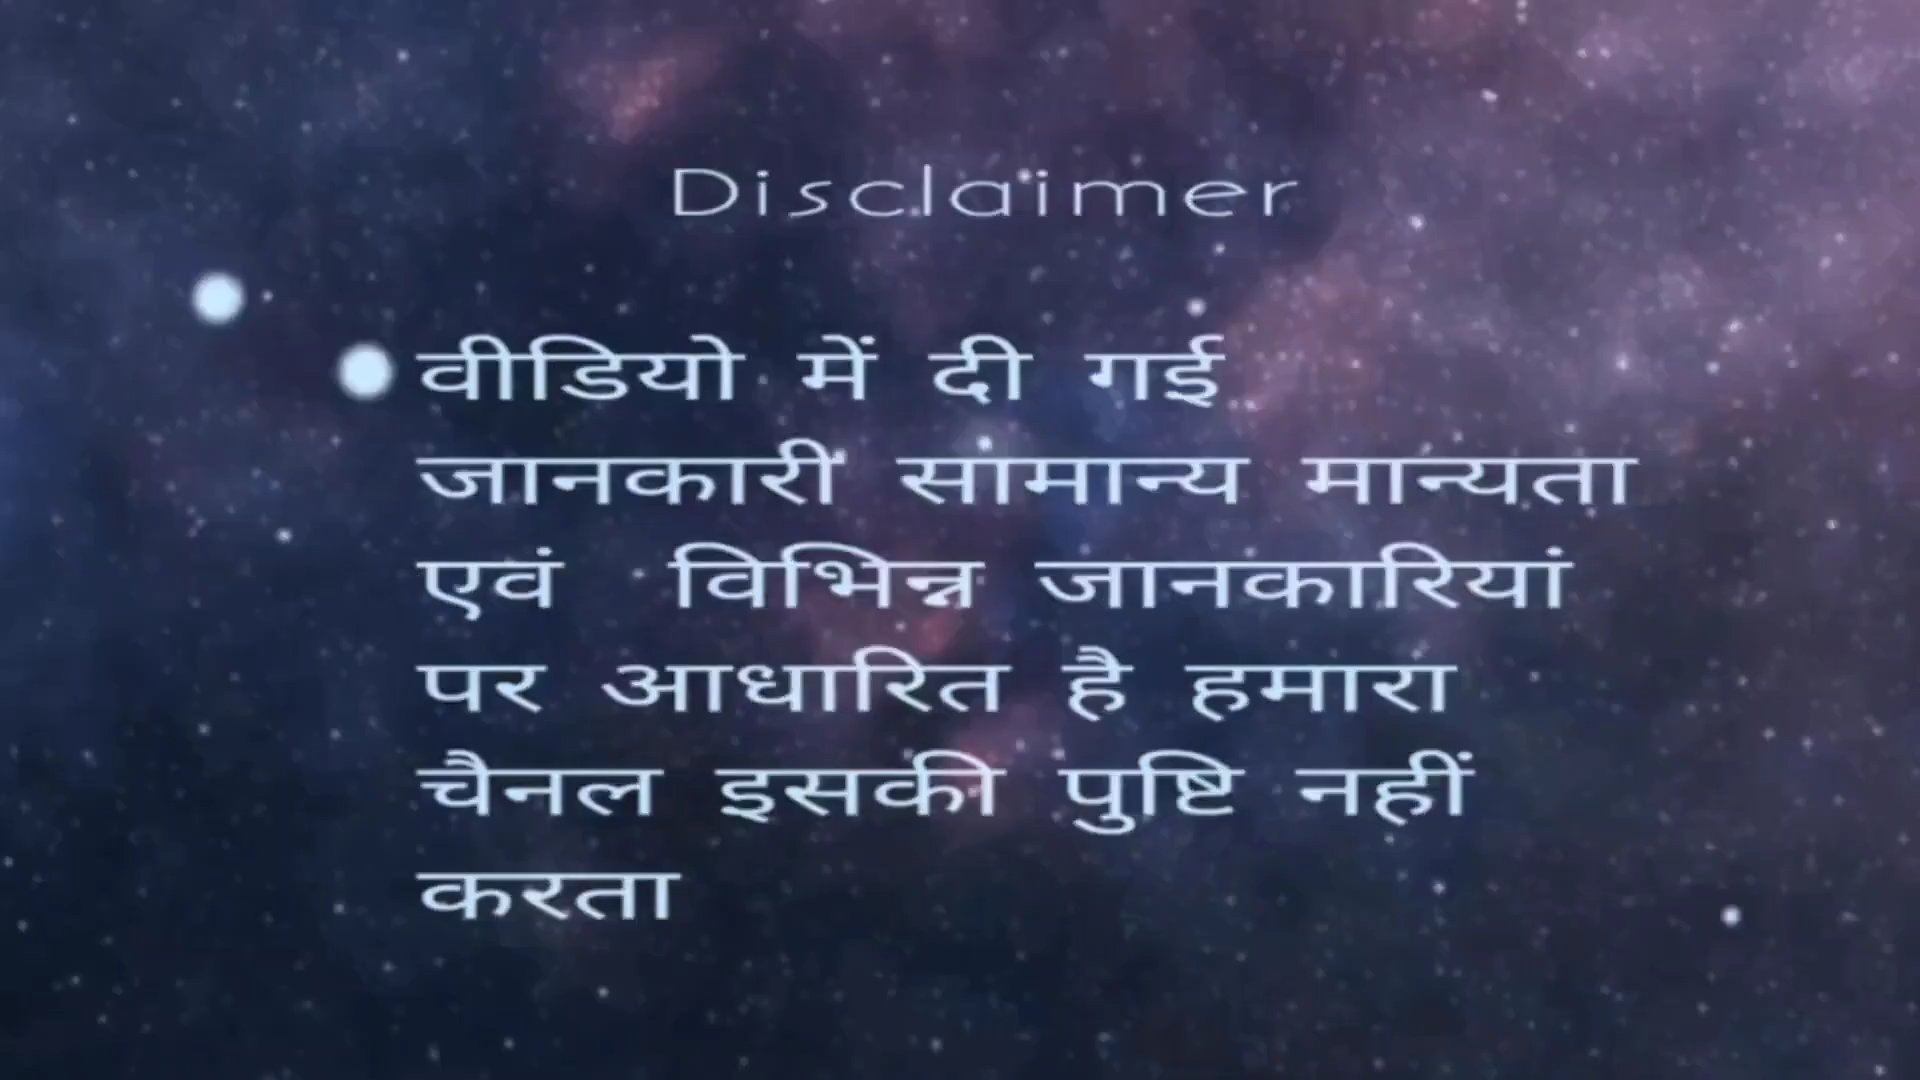 Disclaimer
वीडियो में दी गई
जानकारी सामान्य मान्यता
एवं विभिन्न जानकारियां
पर आधारित है हमारा
चैनल इसकी पुष्टि नहीं
करता